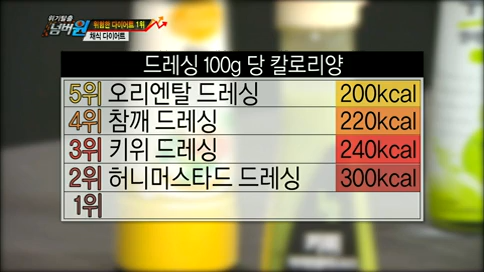 위기탈출
넘버원
위험한 다이어트 1위
채식 다이어트
드레싱 100g 당 칼로리양
5위 오리엔탈 드레싱 200kcal
4위 참깨 드레싱 220kcal
3위 키위 드레싱 240kcal
2위 허니머스타드 드레싱 300kcal
1위